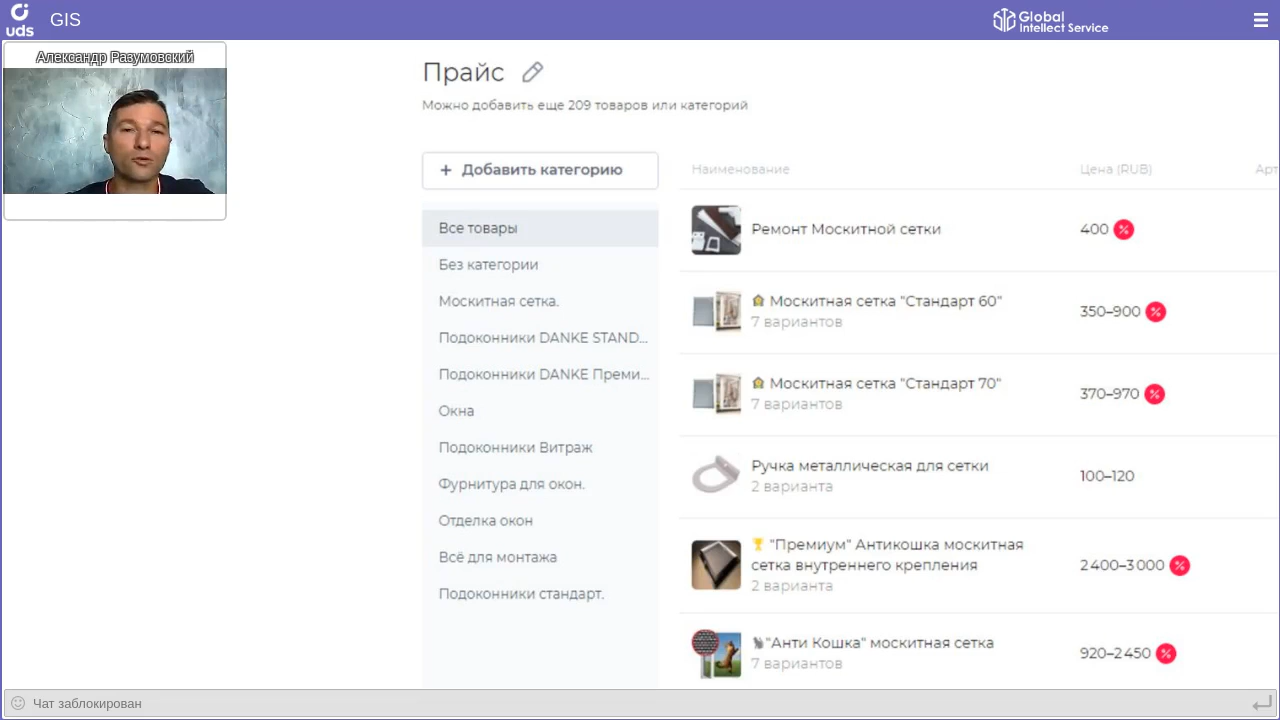 uds
GIS
Global
Intellect Service
Александр Разумовский
Прайс
Можно добавить еще 209 товаров или категорий
+ Добавить категорию
Все товары
Без категории
Москитная сетка.
Подоконники DANKE STAND...
Подоконники DANKE Преми...
Окна
Подоконники Витраж
Фурнитура для окон.
Отделка окон
Всё для монтажа
Подоконники стандарт.
Наименование
Цена (RUB)
Арт
Ремонт Москитной сетки
400 %
Москитная сетка "Стандарт 60"
7 вариантов
350–900 %
Москитная сетка "Стандарт 70"
7 вариантов
370–970 %
Ручка металлическая для сетки
2 варианта
100–120
"Премиум" Антикошка москитная
сетка внутреннего крепления
2 варианта
2 400–3 000 %
"Анти Кошка" москитная сетка
7 вариантов
920–2 450 %
Чат заблокирован